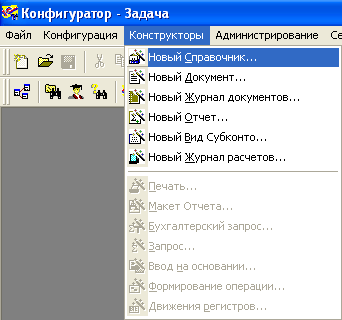 Конфигуратор - Задача
Файл Конфигурация Конструкторы Администрирование Се
Новый Справочник...
Новый Документ...
Новый Журнал документов...
Новый Отчет...
Новый Вид Субконто...
Новый Журнал расчетов...
Печать...
Макет Отчета...
Бухгалтерский запрос...
Запрос...
Ввод на основании...
Формирование операции...
Движения регистров...